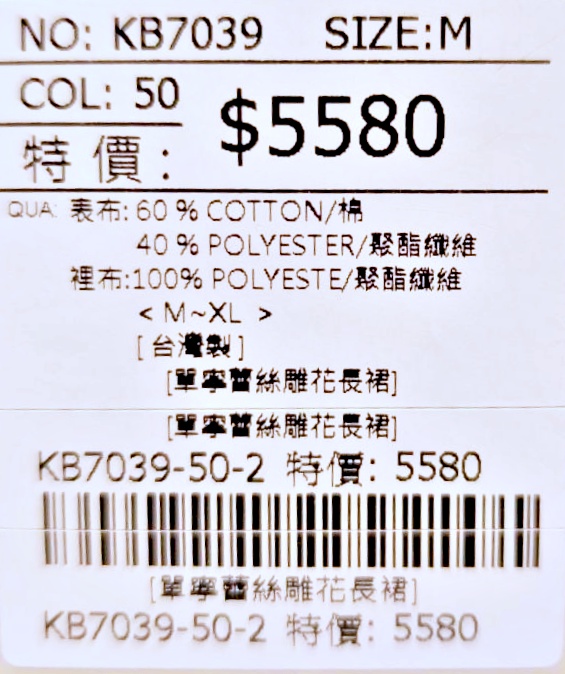 NO: KB7039 SIZE:M
COL: 50
特 價: $5580
QUA: 表布: 60 % COTTON/棉
40 % POLYESTER/聚酯纖維
裡布:100% POLYESTE/聚酯纖維
< M~XL >
[ 台灣製 ]
[單寧蕾絲雕花長裙]
[單寧蕾絲雕花長裙]
KB7039-50-2 特價: 5580
[單寧蕾絲雕花長裙]
KB7039-50-2 特價: 5580